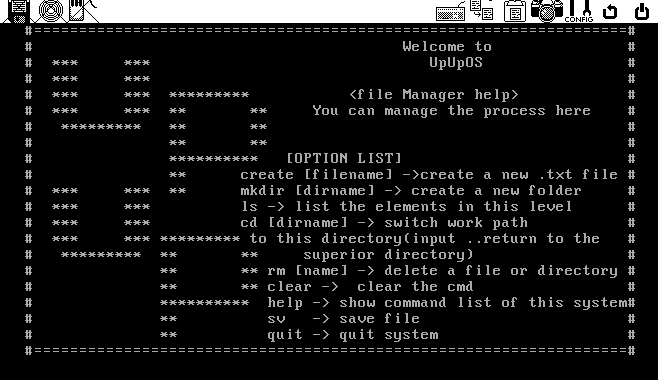 CONFIG
#==================================================================#
# Welcome to #
# *** *** UpUpOS #
# *** *** #
# *** *** ********* <file Manager help> #
# *** *** ** ** You can manage the process here #
# ********* ** ** #
# ** ** #
# ********** [OPTION LIST] #
# ** create [filename] ->create a new .txt file #
# *** *** ** mkdir [dirname] -> create a new folder #
# *** *** ls -> list the elements in this level #
# *** *** cd [dirname] -> switch work path #
# *** *** ********* to this directory(input ..return to the #
# ********* ** ** superior directory) #
# ** ** rm [name] -> delete a file or directory #
# ** ** clear -> clear the cmd #
# ********** help -> show command list of this system#
# ** sv -> save file #
# ** quit -> quit system #
#==================================================================#